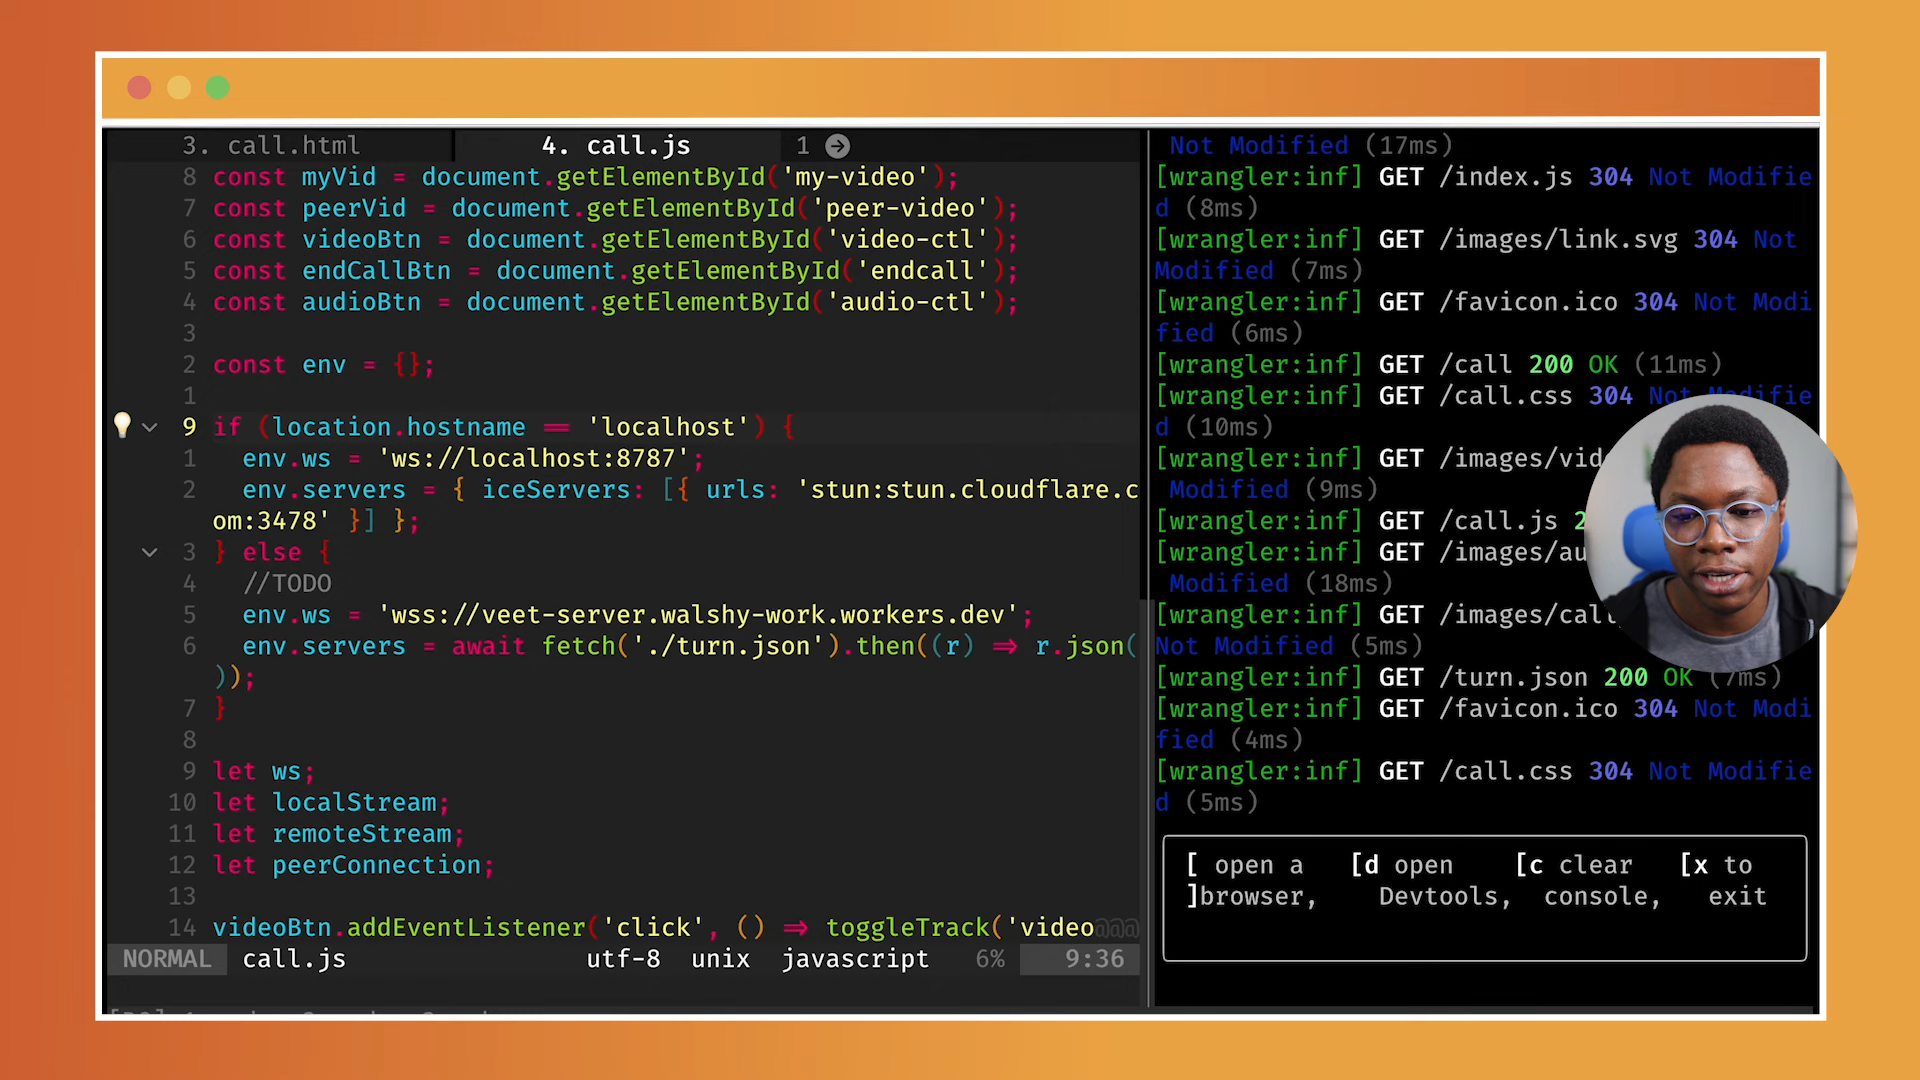 3. call.html 4. call.js 1
8 const myVid = document.getElementById('my-video');
7 const peerVid = document.getElementById('peer-video');
6 const videoBtn = document.getElementById('video-ctl');
5 const endCallBtn = document.getElementById('endcall');
4 const audioBtn = document.getElementById('audio-ctl');
3
2 const env = {};
1
9 if (location.hostname == 'localhost') {
1 env.ws = 'ws://localhost:8787';
2 env.servers = { iceServers: [{ urls: 'stun:stun.cloudflare.c
om:3478' }] };
3 } else {
4 //TODO
5 env.ws = 'wss://veet-server.walshy-work.workers.dev';
6 env.servers = await fetch('./turn.json').then((r) => r.json(
));
7 }
8
9 let ws;
10 let localStream;
11 let remoteStream;
12 let peerConnection;
13
14 videoBtn.addEventListener('click', () => toggleTrack('video@@@
NORMAL call.js utf-8 unix javascript 6% 9:36
Not Modified (17ms)
[wrangler:inf] GET /index.js 304 Not Modifie
d (8ms)
[wrangler:inf] GET /images/link.svg 304 Not
Modified (7ms)
[wrangler:inf] GET /favicon.ico 304 Not Modi
fied (6ms)
[wrangler:inf] GET /call 200 OK (11ms)
[wrangler:inf] GET /call.css 304 Not Modifie
d (10ms)
[wrangler:inf] GET /images/vid
Modified (9ms)
[wrangler:inf] GET /call.js 2
[wrangler:inf] GET /images/au
Modified (18ms)
[wrangler:inf] GET /images/call
Not Modified (5ms)
[wrangler:inf] GET /turn.json 200 OK (7ms)
[wrangler:inf] GET /favicon.ico 304 Not Modi
fied (4ms)
[wrangler:inf] GET /call.css 304 Not Modifie
d (5ms)
[ open a [d open [c clear [x to
]browser, Devtools, console, exit